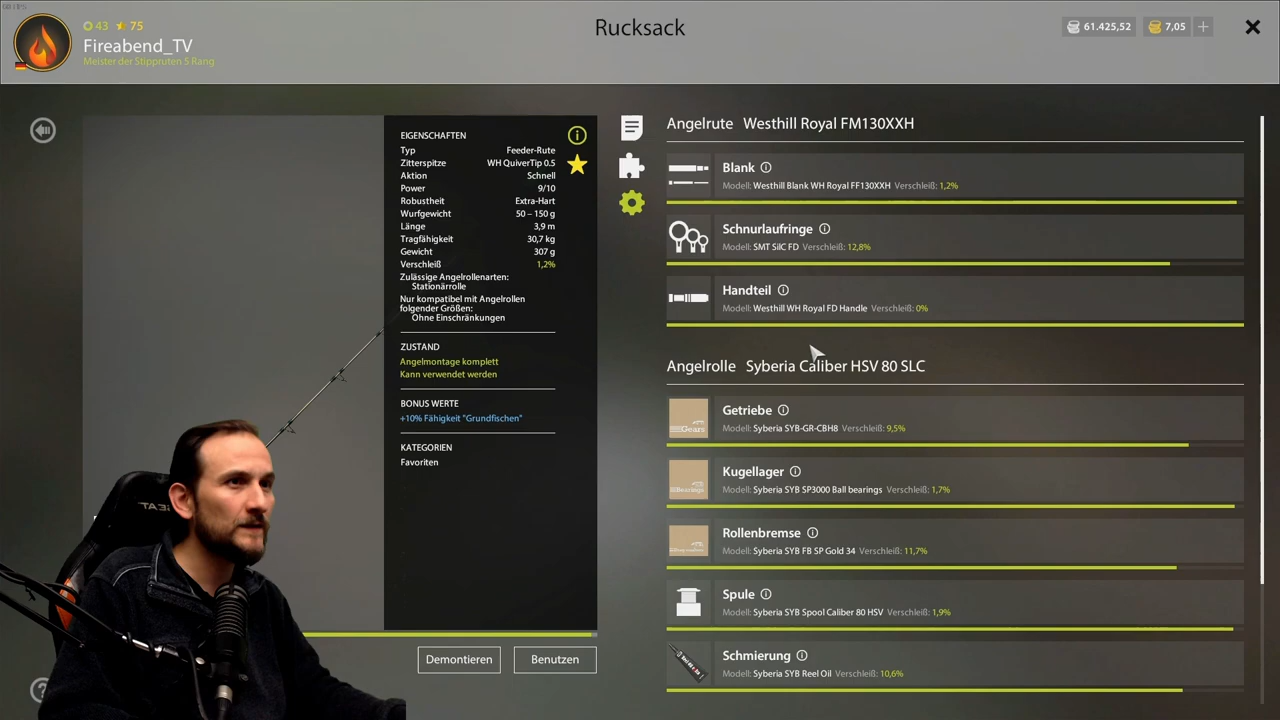 43 75
Fireabend_TV
Meister der Stippruten 5 Rang
Rucksack
61.425,52
7,05
EIGENSCHAFTEN
Typ Feeder-Rute
Zitterspitze WH QuiverTip 0.5
Aktion Schnell
Power 9/10
Robustheit Extra-Hart
Wurfgewicht 50 – 150 g
Länge 3,9 m
Tragfähigkeit 30,7 kg
Gewicht 307 g
Verschleiß 1,2%
Zulässige Angelrollenarten:
Stationärrolle
Nur kompatibel mit Angelrollen
folgender Größen:
Ohne Einschränkungen
ZUSTAND
Angelmontage komplett
Kann verwendet werden
BONUS WERTE
+10% Fähigkeit "Grundfischen"
KATEGORIEN
Favoriten
Demontieren
Benutzen
Angelrute Westhill Royal FM130XXH
Blank
Modell: Westhill Blank WH Royal FF130XXH Verschleiß: 1,2%
Schnurlaufringe
Modell: SMT SilC FD Verschleiß: 12,8%
Handteil
Modell: Westhill WH Royal FD Handle Verschleiß: 0%
Angelrolle Syberia Caliber HSV 80 SLC
Getriebe
Modell: Syberia SYB-GR-CBH8 Verschleiß: 9,5%
Gears
Kugellager
Modell: Syberia SYB SP3000 Ball bearings Verschleiß: 1,7%
Bearings
Rollenbremse
Modell: Syberia SYB FB SP Gold 34 Verschleiß: 11,7%
Spule
Modell: Syberia SYB Spool Caliber 80 HSV Verschleiß: 1,9%
Schmierung
Modell: Syberia SYB Reel Oil Verschleiß: 10,6%